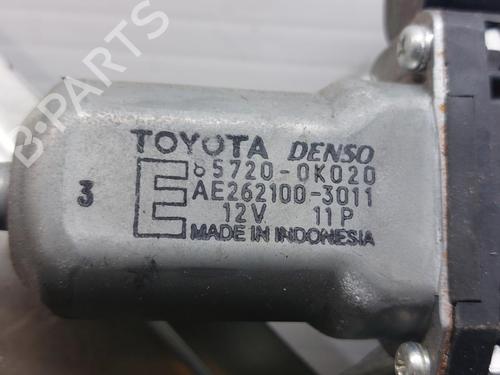 B-PARTS
TOYOTA DENSO
E 85720-0K020
3 AE262100-3011
12V. 11P
MADE IN INDONESIA